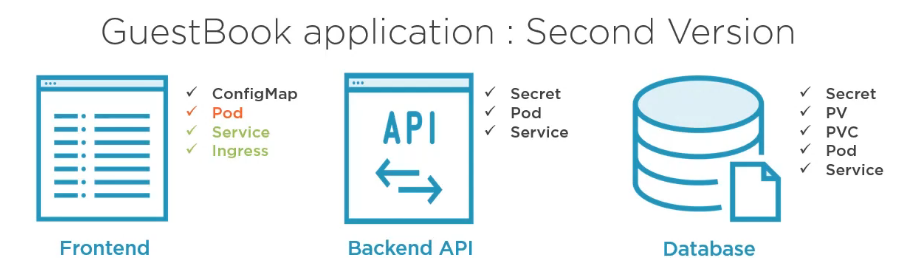 GuestBook application : Second Version
✓ ConfigMap
✓ Pod
✓ Service
✓ Ingress
Frontend
API
✓ Secret
✓ Pod
✓ Service
Backend API
✓ Secret
✓ PV
✓ PVC
✓ Pod
✓ Service
Database